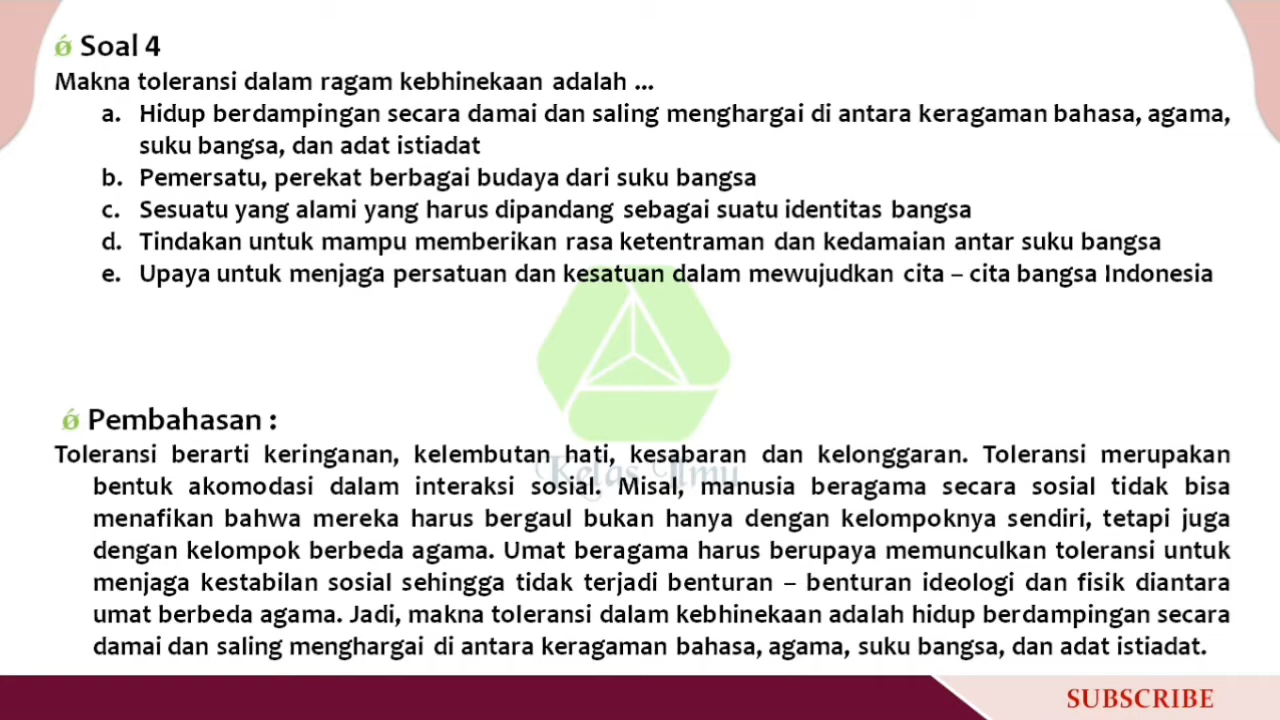 ǿ Soal 4
Makna toleransi dalam ragam kebhinekaan adalah ...
a. Hidup berdampingan secara damai dan saling menghargai di antara keragaman bahasa, agama,
suku bangsa, dan adat istiadat
b. Pemersatu, perekat berbagai budaya dari suku bangsa
c. Sesuatu yang alami yang harus dipandang sebagai suatu identitas bangsa
d. Tindakan untuk mampu memberikan rasa ketentraman dan kedamaian antar suku bangsa
e. Upaya untuk menjaga persatuan dan kesatuan dalam mewujudkan cita – cita bangsa Indonesia
ǿ Pembahasan :
Toleransi berarti keringanan, kelembutan hati, kesabaran dan kelonggaran. Toleransi merupakan
Kelas Ilmu
bentuk akomodasi dalam interaksi sosial. Misal, manusia beragama secara sosial tidak bisa
menafikan bahwa mereka harus bergaul bukan hanya dengan kelompoknya sendiri, tetapi juga
dengan kelompok berbeda agama. Umat beragama harus berupaya memunculkan toleransi untuk
menjaga kestabilan sosial sehingga tidak terjadi benturan – benturan ideologi dan fisik diantara
umat berbeda agama. Jadi, makna toleransi dalam kebhinekaan adalah hidup berdampingan secara
damai dan saling menghargai di antara keragaman bahasa, agama, suku bangsa, dan adat istiadat.
SUBSCRIBE